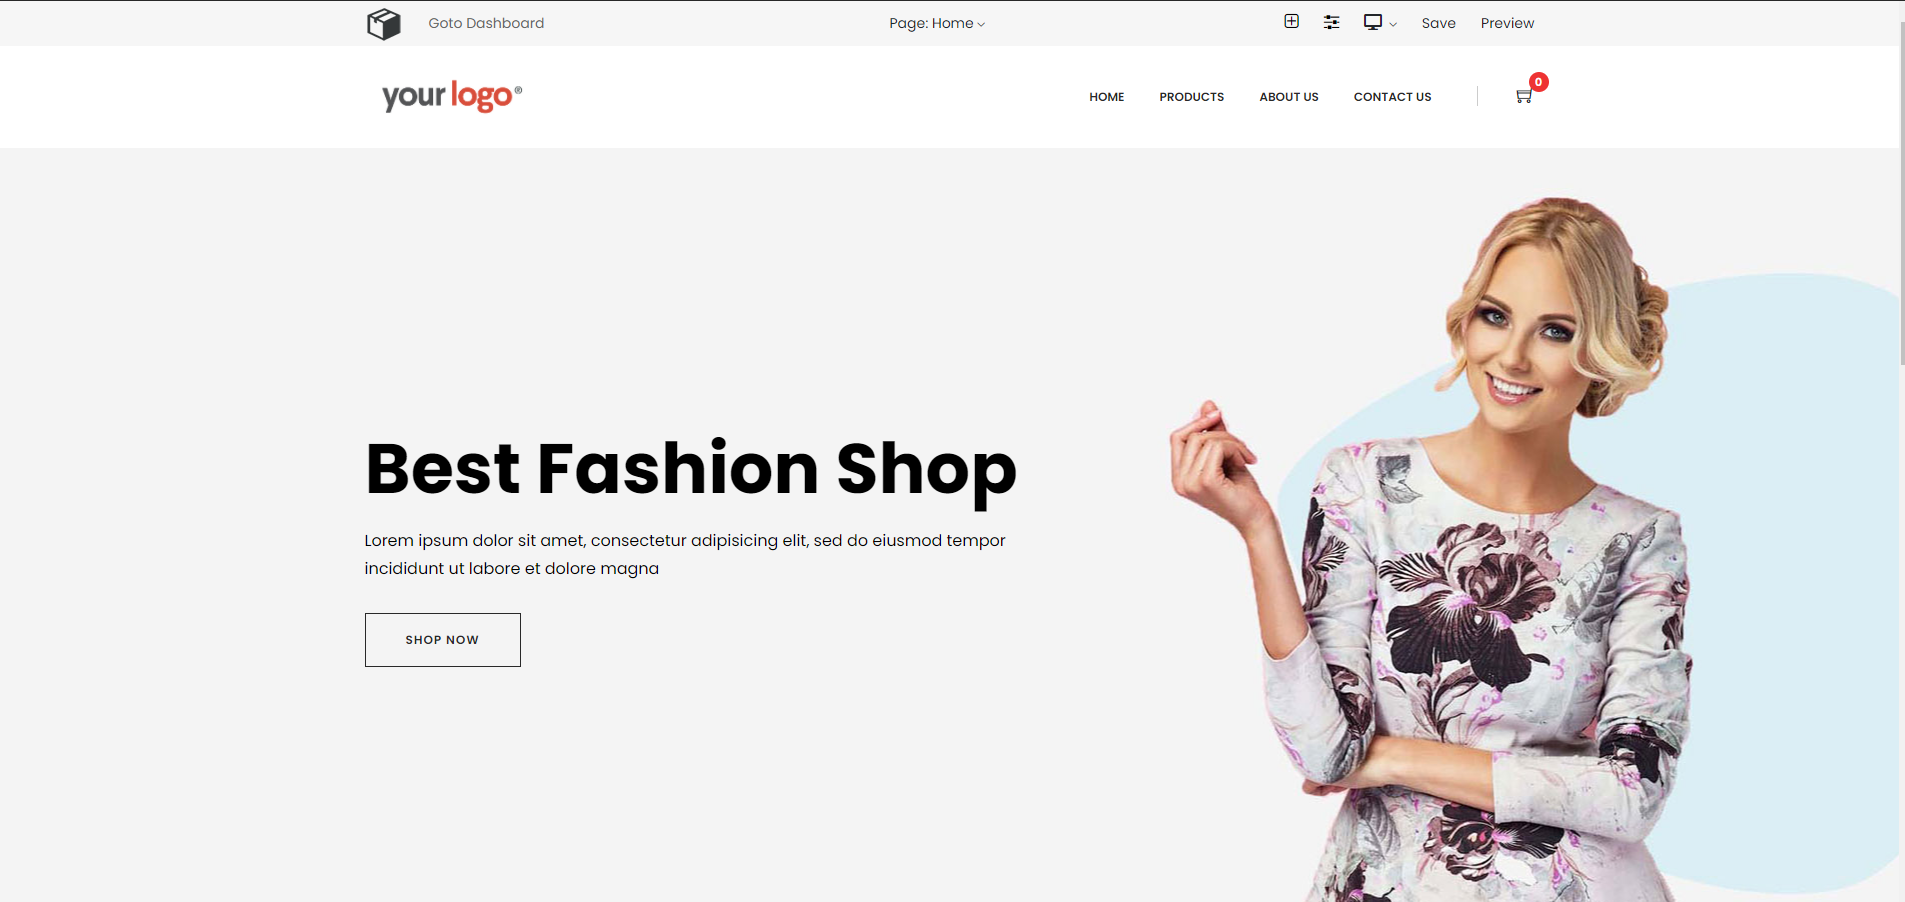 Goto Dashboard
Page: Home
Save
Preview
your logo®
HOME
PRODUCTS
ABOUT US
CONTACT US
0
Best Fashion Shop
Lorem ipsum dolor sit amet, consectetur adipisicing elit, sed do eiusmod tempor
incididunt ut labore et dolore magna
SHOP NOW